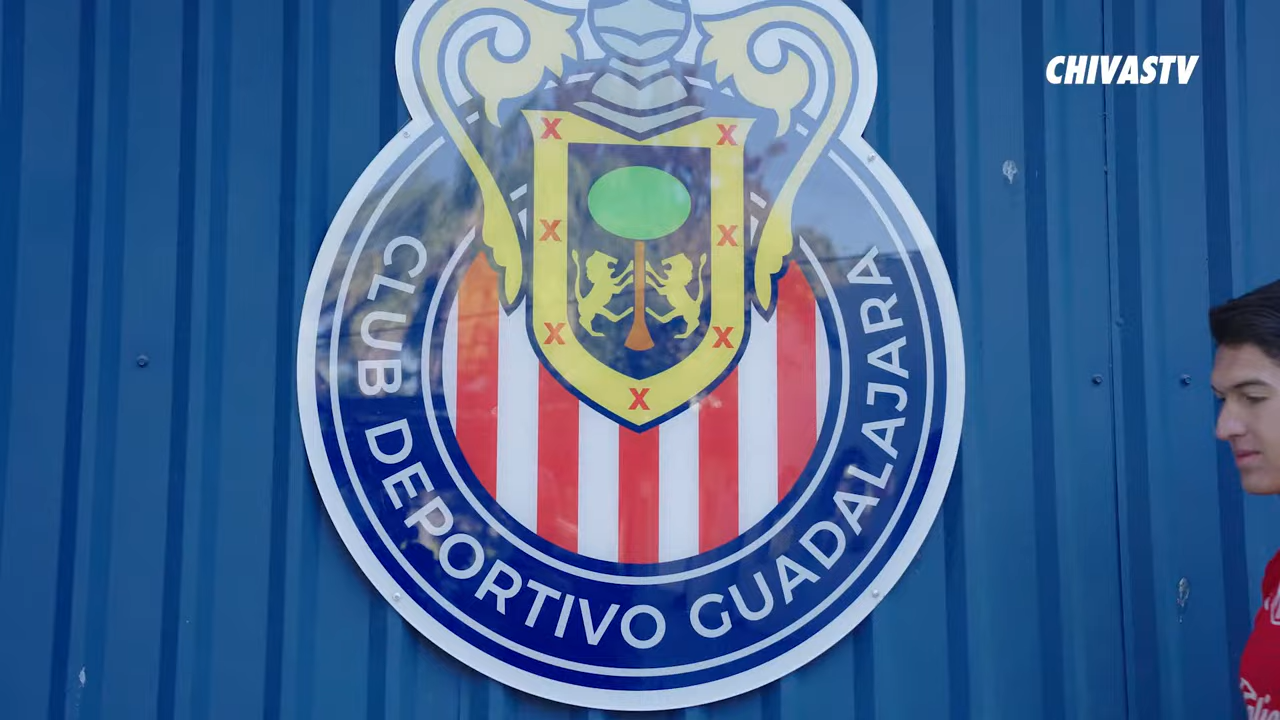 CHIVASTV
X X
X X
X X
X
CLUB DEPORTIVO GUADALAJARA